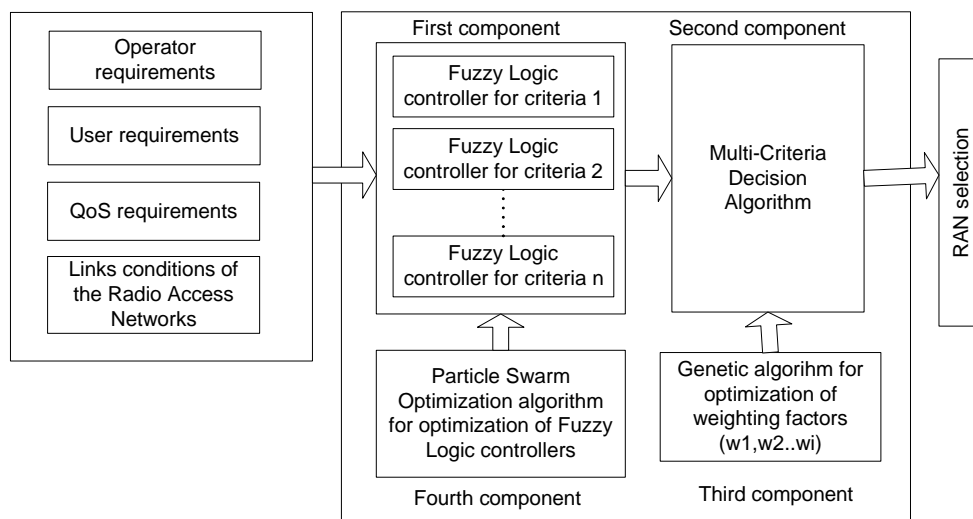 Operator
requirements
User requirements
QoS requirements
Links conditions of
the Radio Access
Networks
First component
Fuzzy Logic
controller for criteria 1
Fuzzy Logic
controller for criteria 2
Fuzzy Logic
controller for criteria n
Particle Swarm
Optimization algorithm
for optimization of Fuzzy
Logic controllers
Fourth component
Second component
Multi-Criteria
Decision
Algorithm
Genetic algorihm for
optimization of
weighting factors
(w1,w2..wi)
Third component
RAN selection